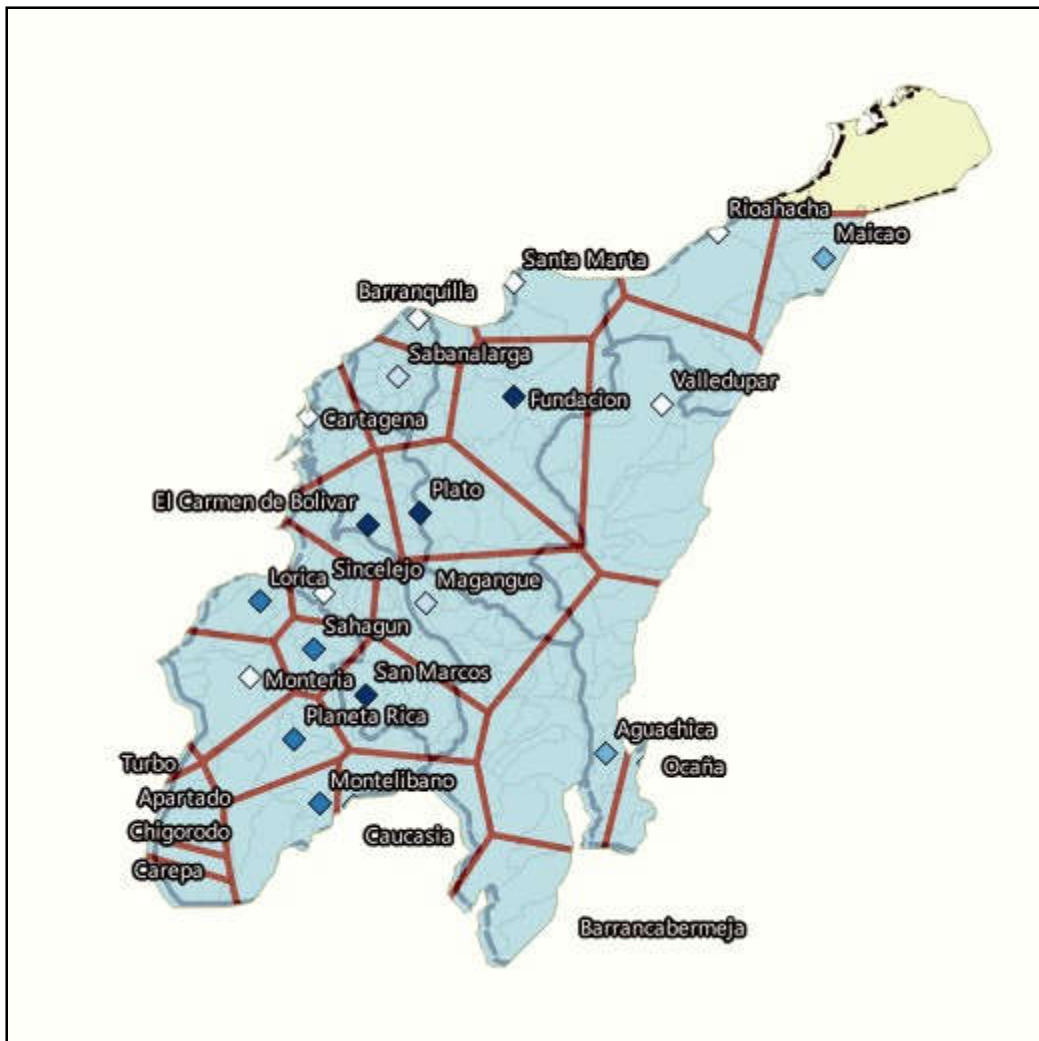 Rioahacha
Maicao
Santa Marta
Barranquilla
Sabanalarga
Valledupar
Fundacion
Cartagena
Plato
El Carmen de Bolivar
Sincelejo
Lorica
Magangue
Sahagun
San Marcos
Monteria
Planeta Rica
Aguachica
Turbo
Ocaña
Montelibano
Apartado
Chigorodo
Caucasia
Carepa
Barrancabermeja